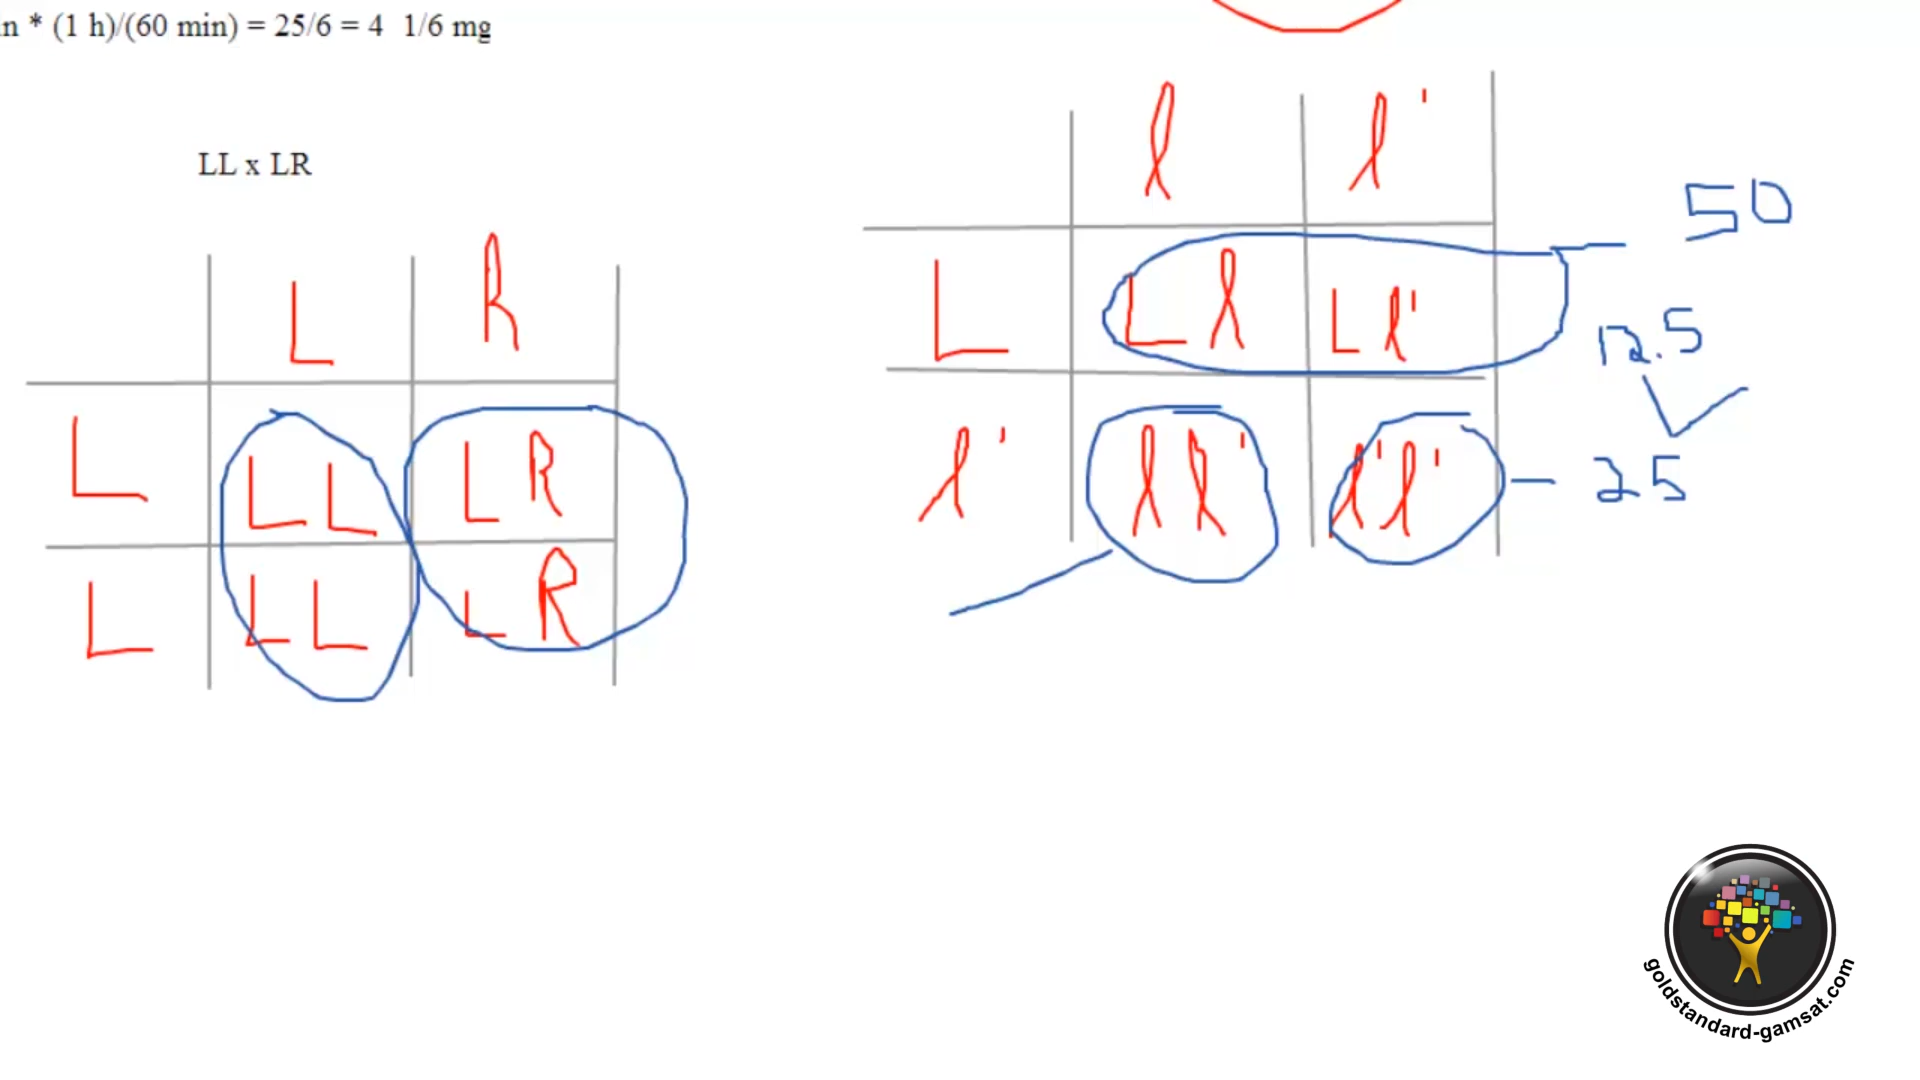 n * (1 h)/(60 min) = 25/6 = 4 1/6 mg
LL x LR
L R
L LL LR
L LL LR
l l'
L Ll Ll'
l' ll' l'l'
50
12.5
25
goldstandard-gamsat.com